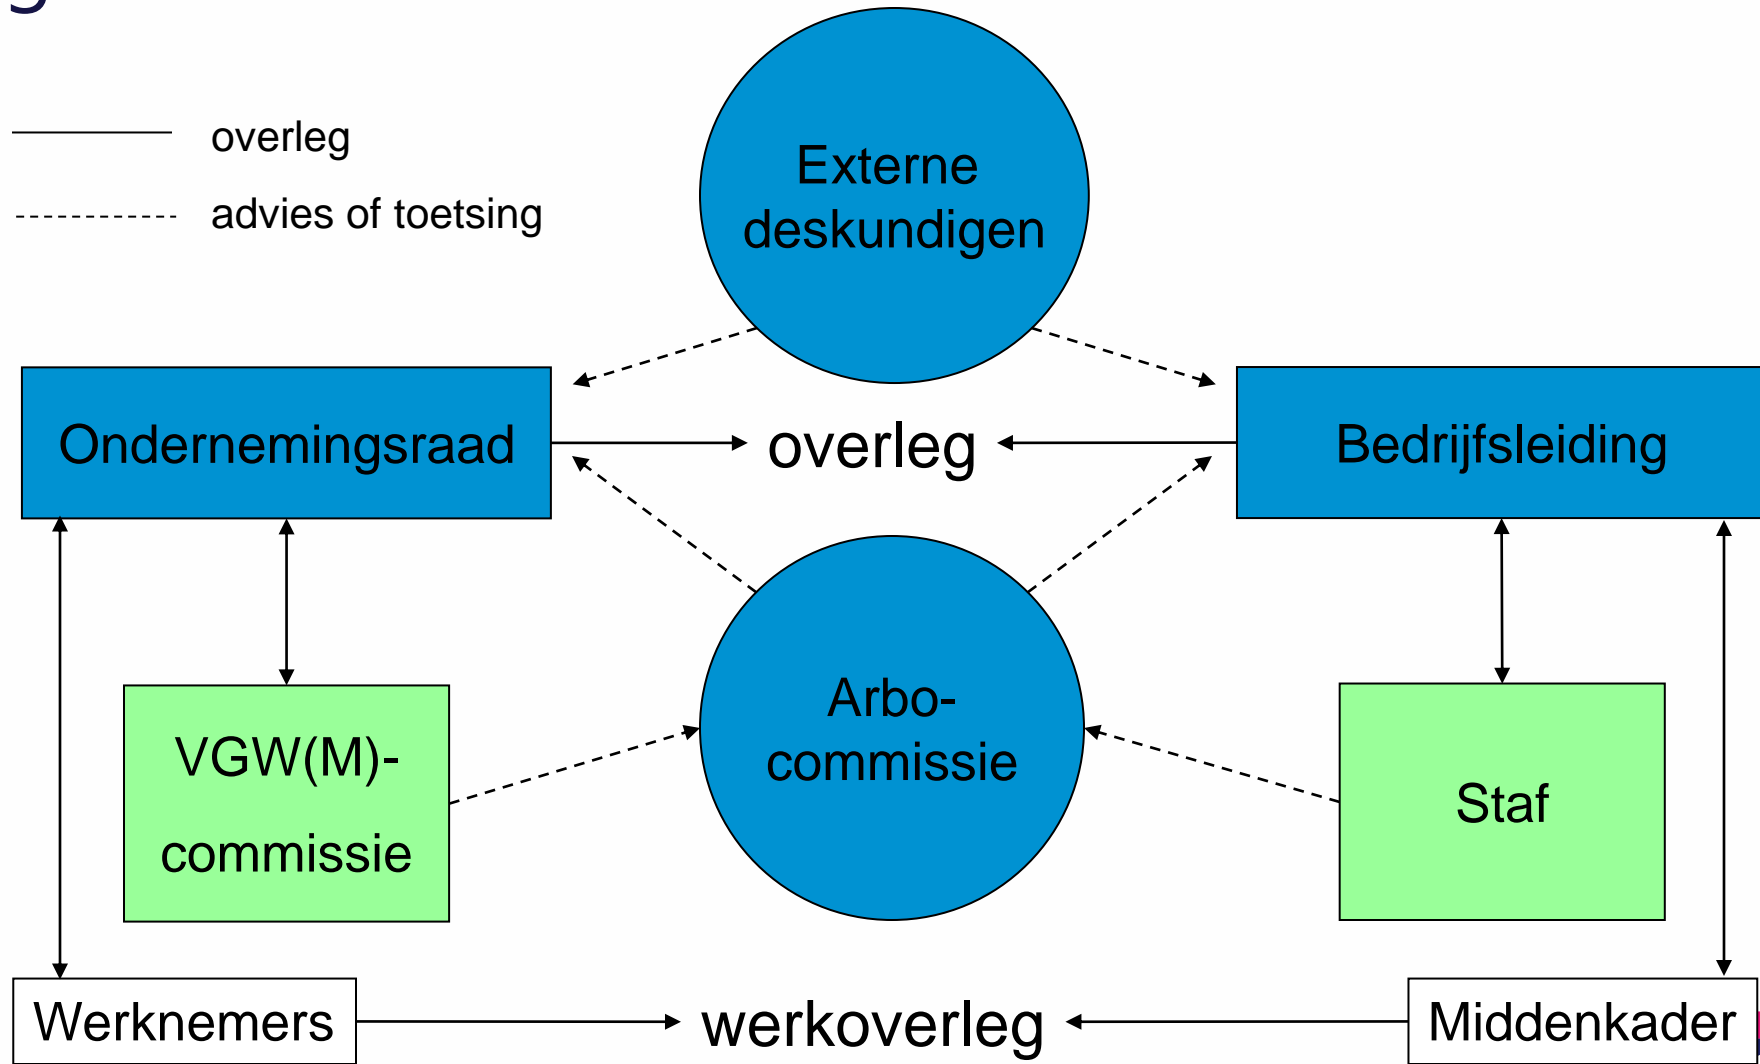 g
overleg
advies of toetsing
Externe
deskundigen
Ondernemingsraad
overleg
Bedrijfsleiding
VGW(M)-
commissie
Arbo-
commissie
Staf
Werknemers
werkoverleg
Middenkader